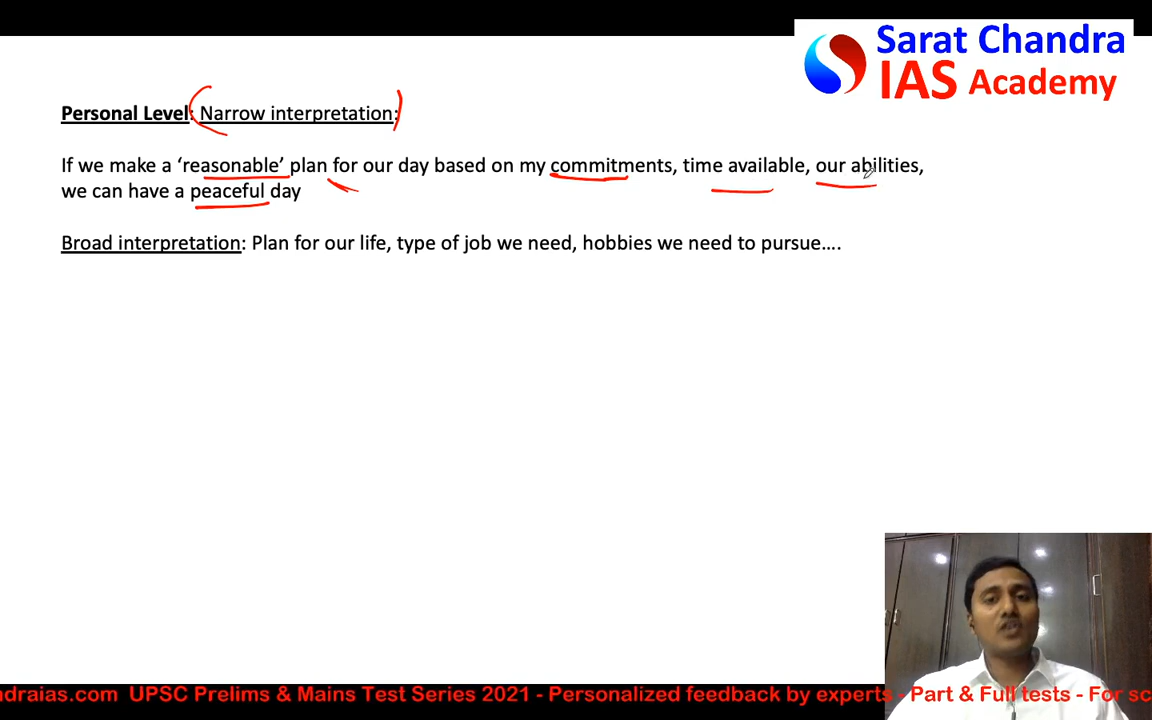 Sarat Chandra
IAS Academy
Personal Level: Narrow interpretation:
If we make a ‘reasonable’ plan for our day based on my commitments, time available, our abilities,
we can have a peaceful day
Broad interpretation: Plan for our life, type of job we need, hobbies we need to pursue….
ndraias.com UPSC Prelims & Mains Test Series 2021 - Personalized feedback by experts - Part & Full tests - For sc